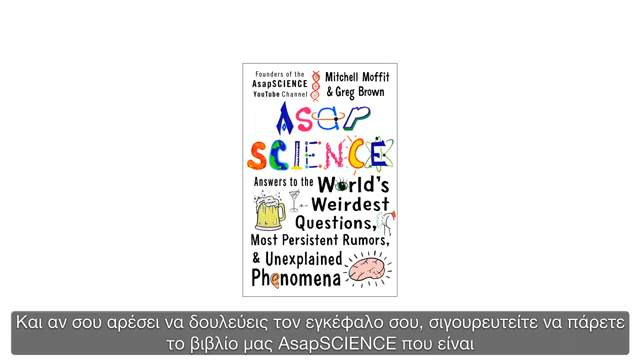 Founders of the
AsapSCIENCE
YouTube Channel
Mitchell Moffit
& Greg Brown
AsapSCIENCE
Answers to the World's
Weirdest
Questions,
Most Persistent Rumors,
& Unexplained
Phenomena
Και αν σου αρέσει να δουλεύεις τον εγκέφαλο σου, σιγουρευτείτε να πάρετε
το βιβλίο μας AsapSCIENCE που είναι